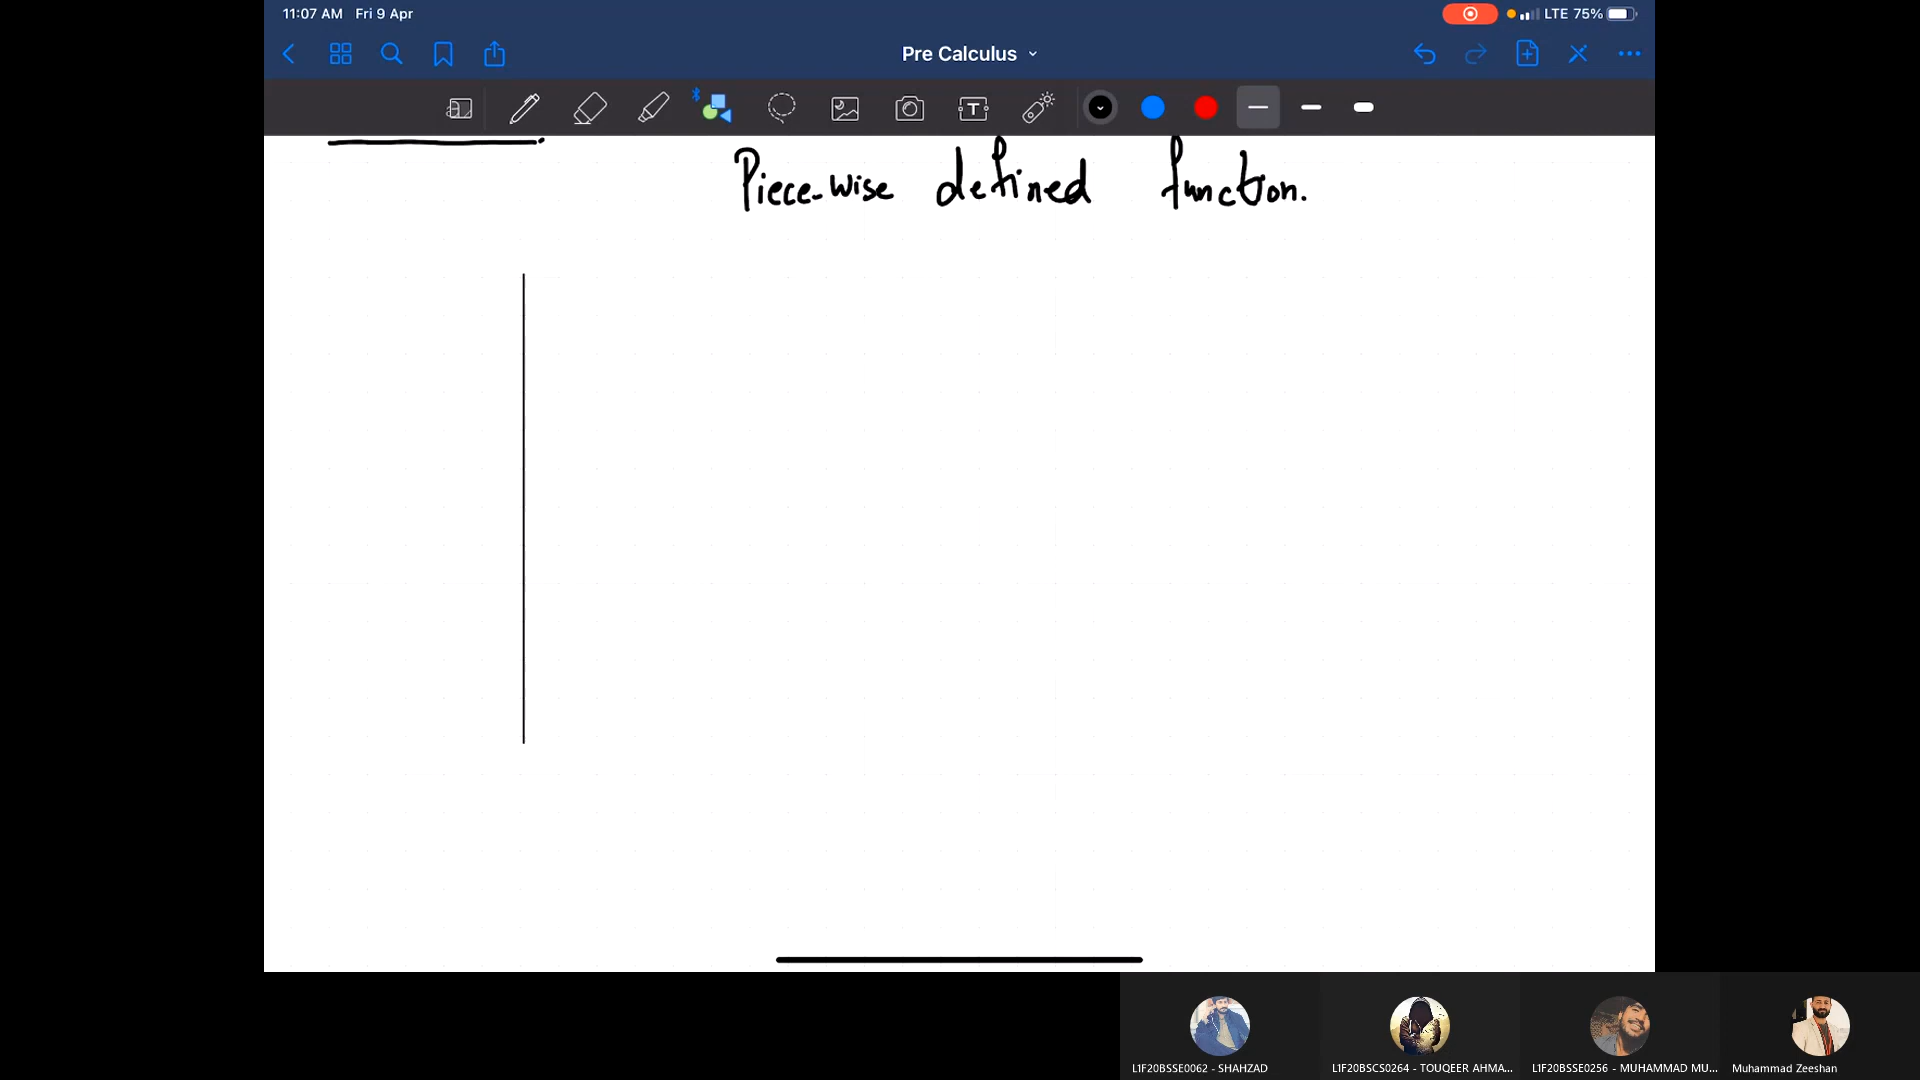 11:07 AM Fri 9 Apr
LTE 75%
Pre Calculus
T
Piece-wise defined function.
L1F20BSSE0062 - SHAHZAD
L1F20BSCS0264 - TOUQEER AHMA...
L1F20BSSE0256 - MUHAMMAD MU...
Muhammad Zeeshan